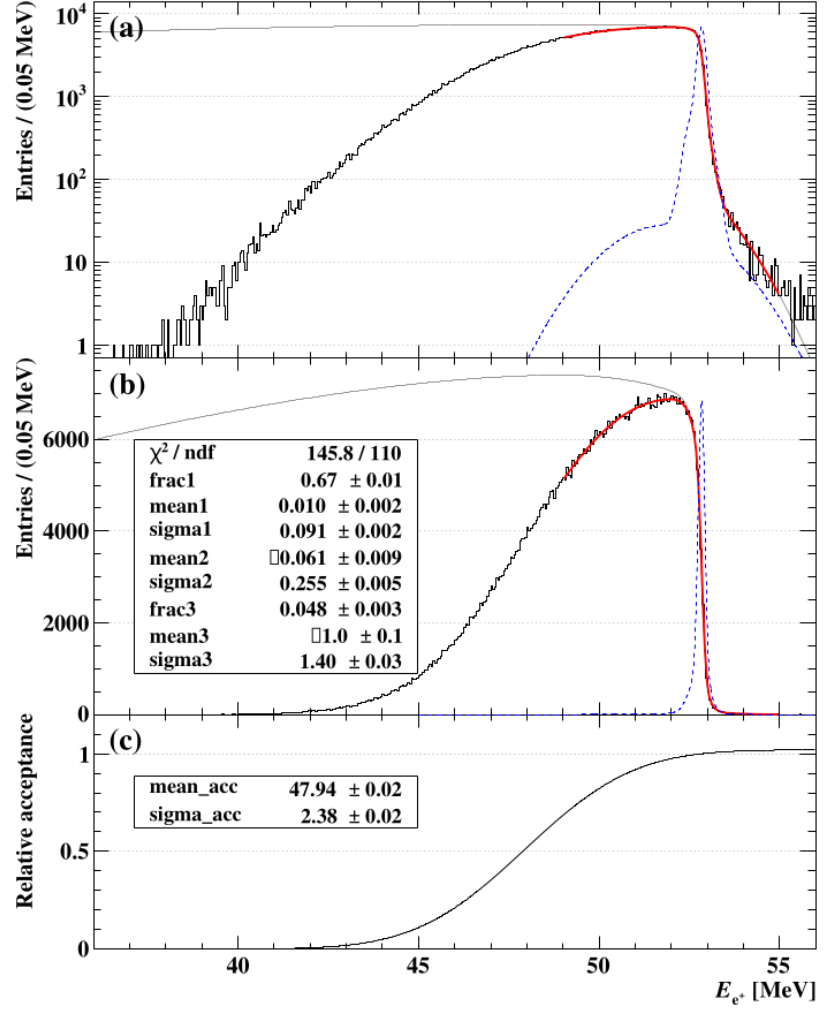 (a)
Entries / (0.05 MeV)
10⁴
10³
10²
10
1
(b)
Entries / (0.05 MeV)
6000
4000
2000
0
χ² / ndf 145.8 / 110
frac1 0.67 ± 0.01
mean1 0.010 ± 0.002
sigma1 0.091 ± 0.002
mean2 □0.061 ± 0.009
sigma2 0.255 ± 0.005
frac3 0.048 ± 0.003
mean3 □1.0 ± 0.1
sigma3 1.40 ± 0.03
(c)
Relative acceptance
1
0.5
0
mean_acc 47.94 ± 0.02
sigma_acc 2.38 ± 0.02
40 45 50 55
E_e⁺ [MeV]